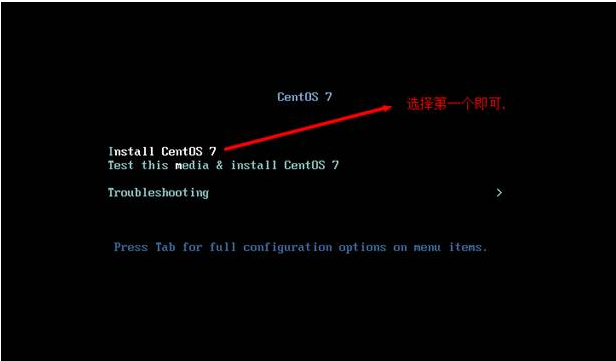 CentOS 7
选择第一个即可.
Install CentOS 7
Test this media & install CentOS 7
Troubleshooting >
Press Tab for full configuration options on menu items.